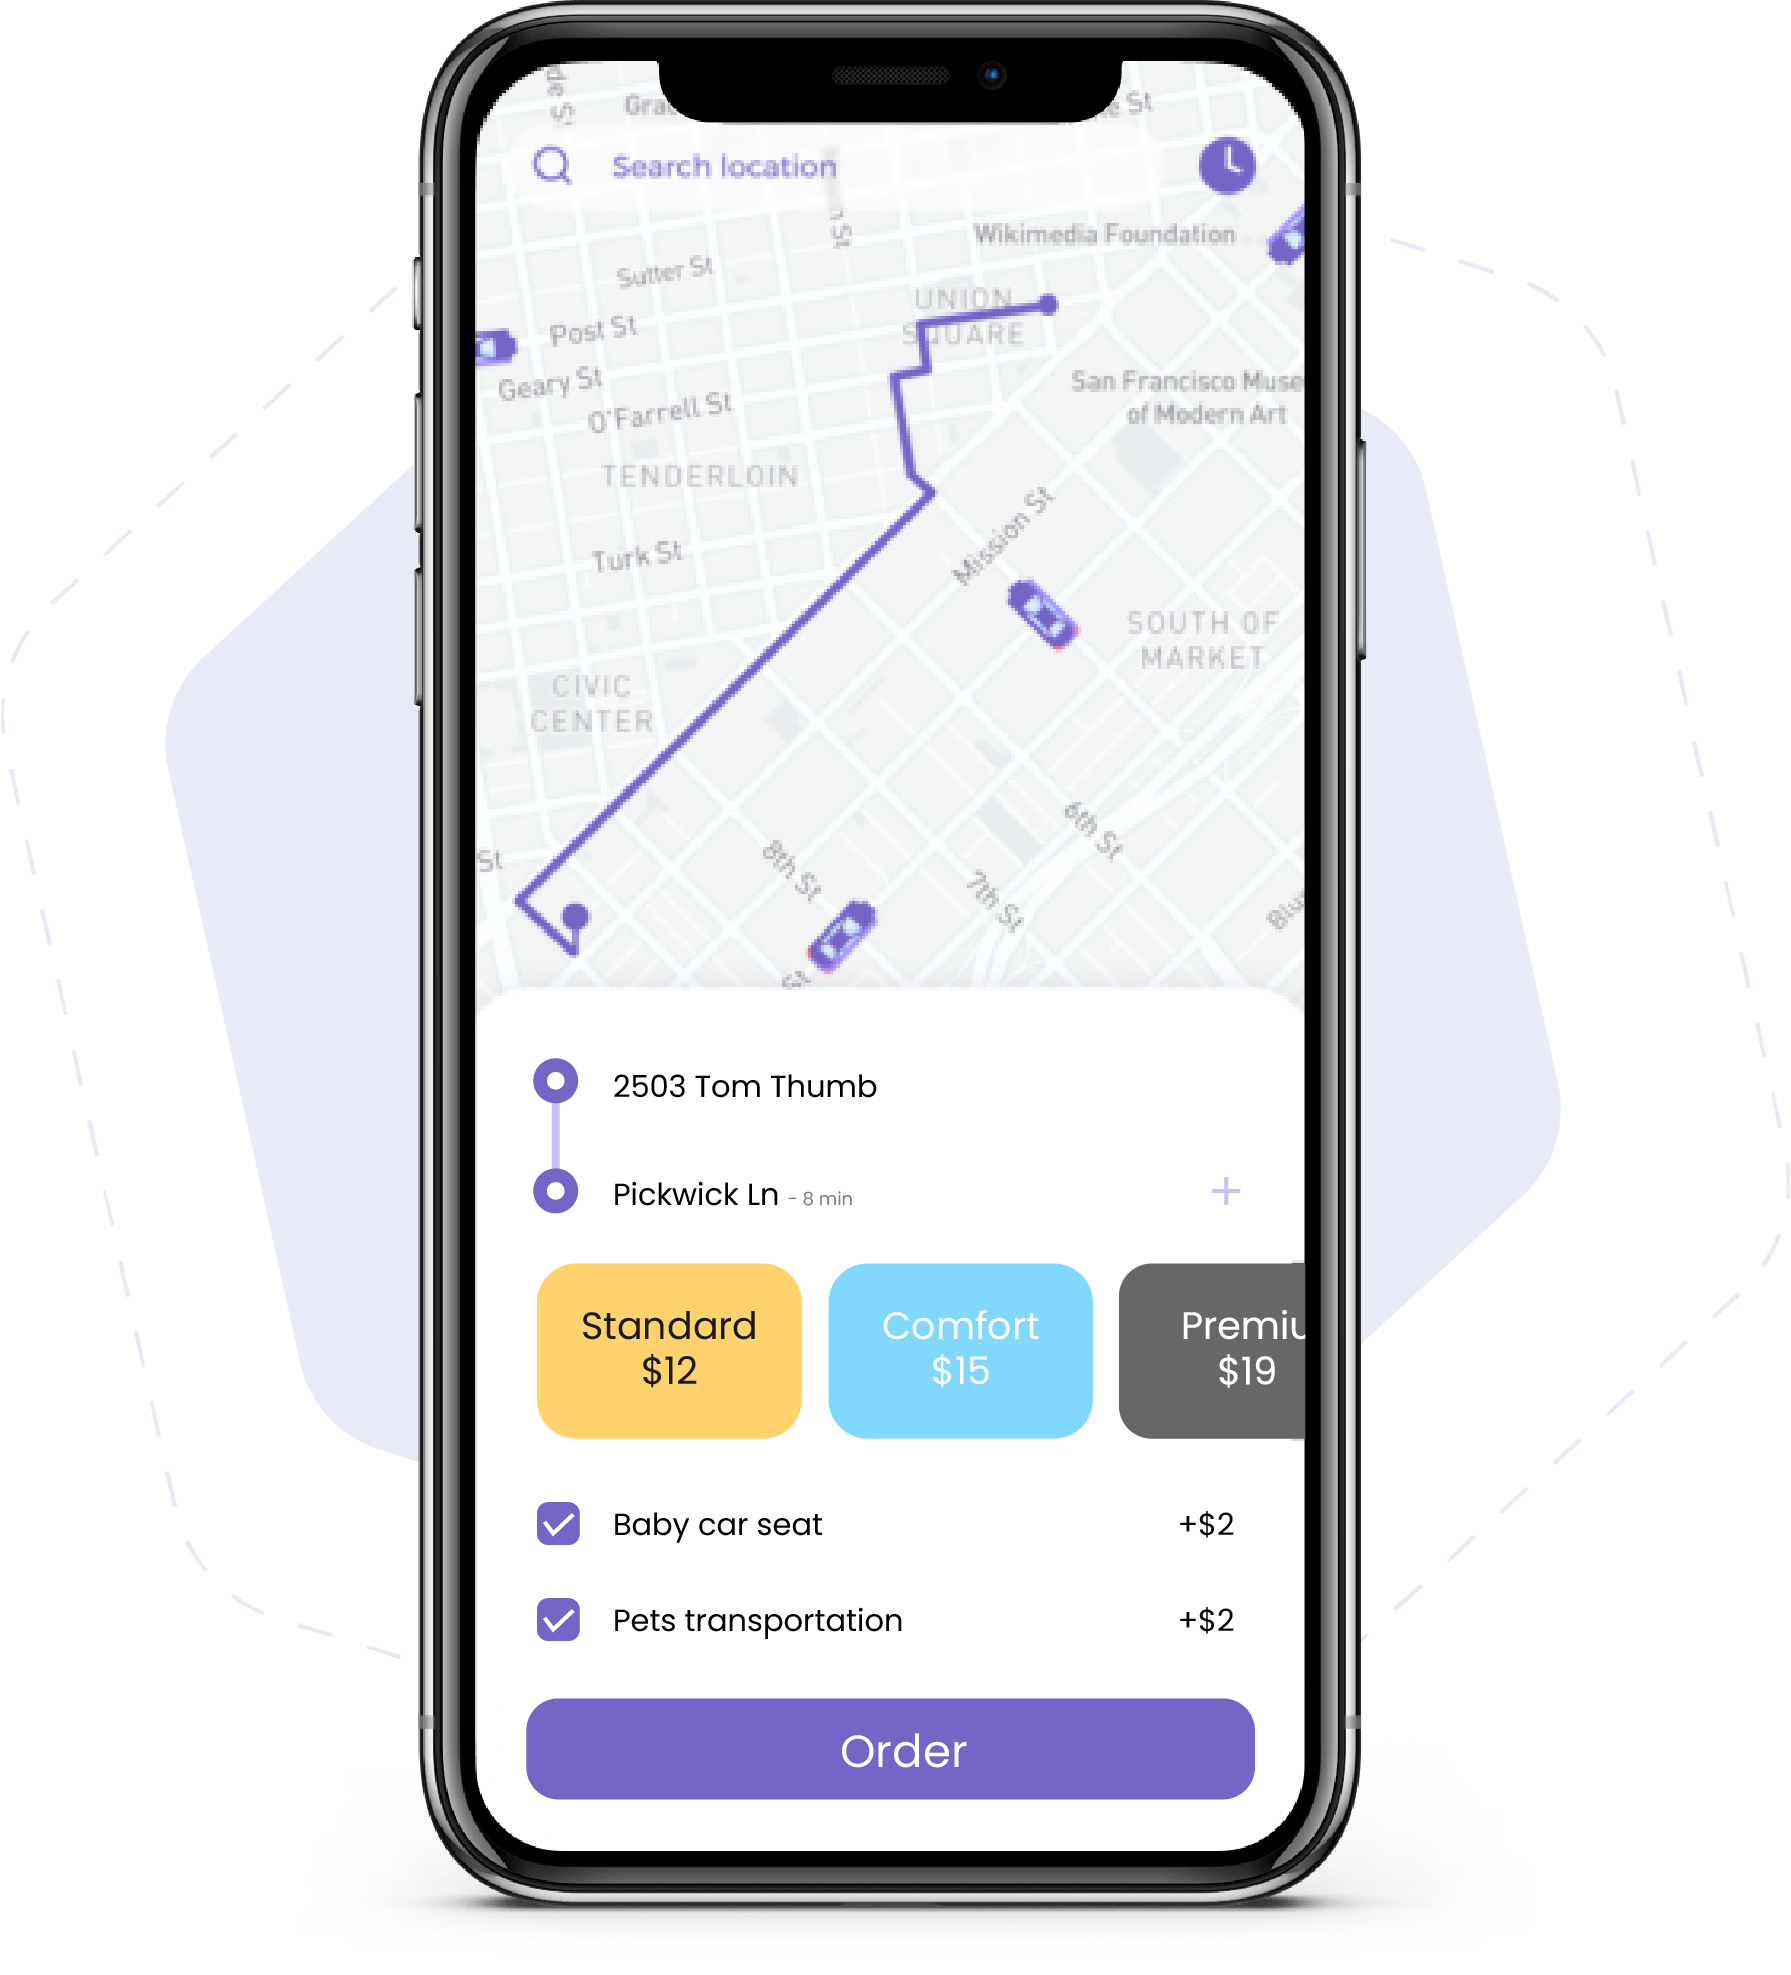 Search location
Wikimedia Foundation
Sutter St
UNION
SQUARE
Post St
Geary St
San Francisco
of Modern Art
O'Farrell St
TENDERLOIN
Mission St
Turk St
SOUTH OF
MARKET
CIVIC
CENTER
6th St
St
8th St
7th St
St
2503 Tom Thumb
Pickwick Ln - 8 min
Standard
$12
Comfort
$15
Premiu
$19
Baby car seat
+$2
Pets transportation
+$2
Order